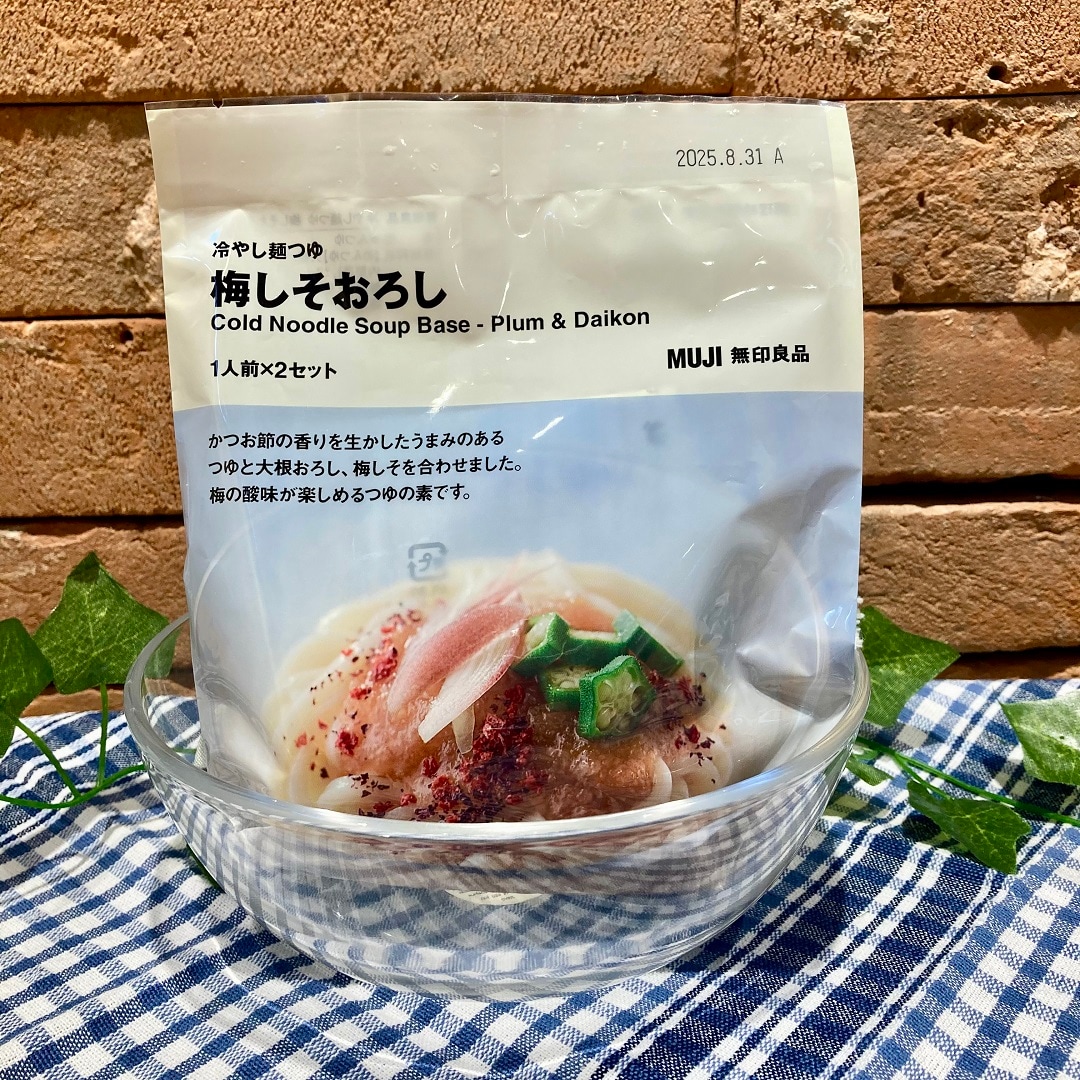 2025.8.31 A
冷やし麺つゆ
梅しそおろし
Cold Noodle Soup Base - Plum & Daikon
1人前×2セット
MUJI 無印良品
かつお節の香りを生かしたうまみのある
つゆと大根おろし、梅しそを合わせました。
梅の酸味が楽しめるつゆの素です。